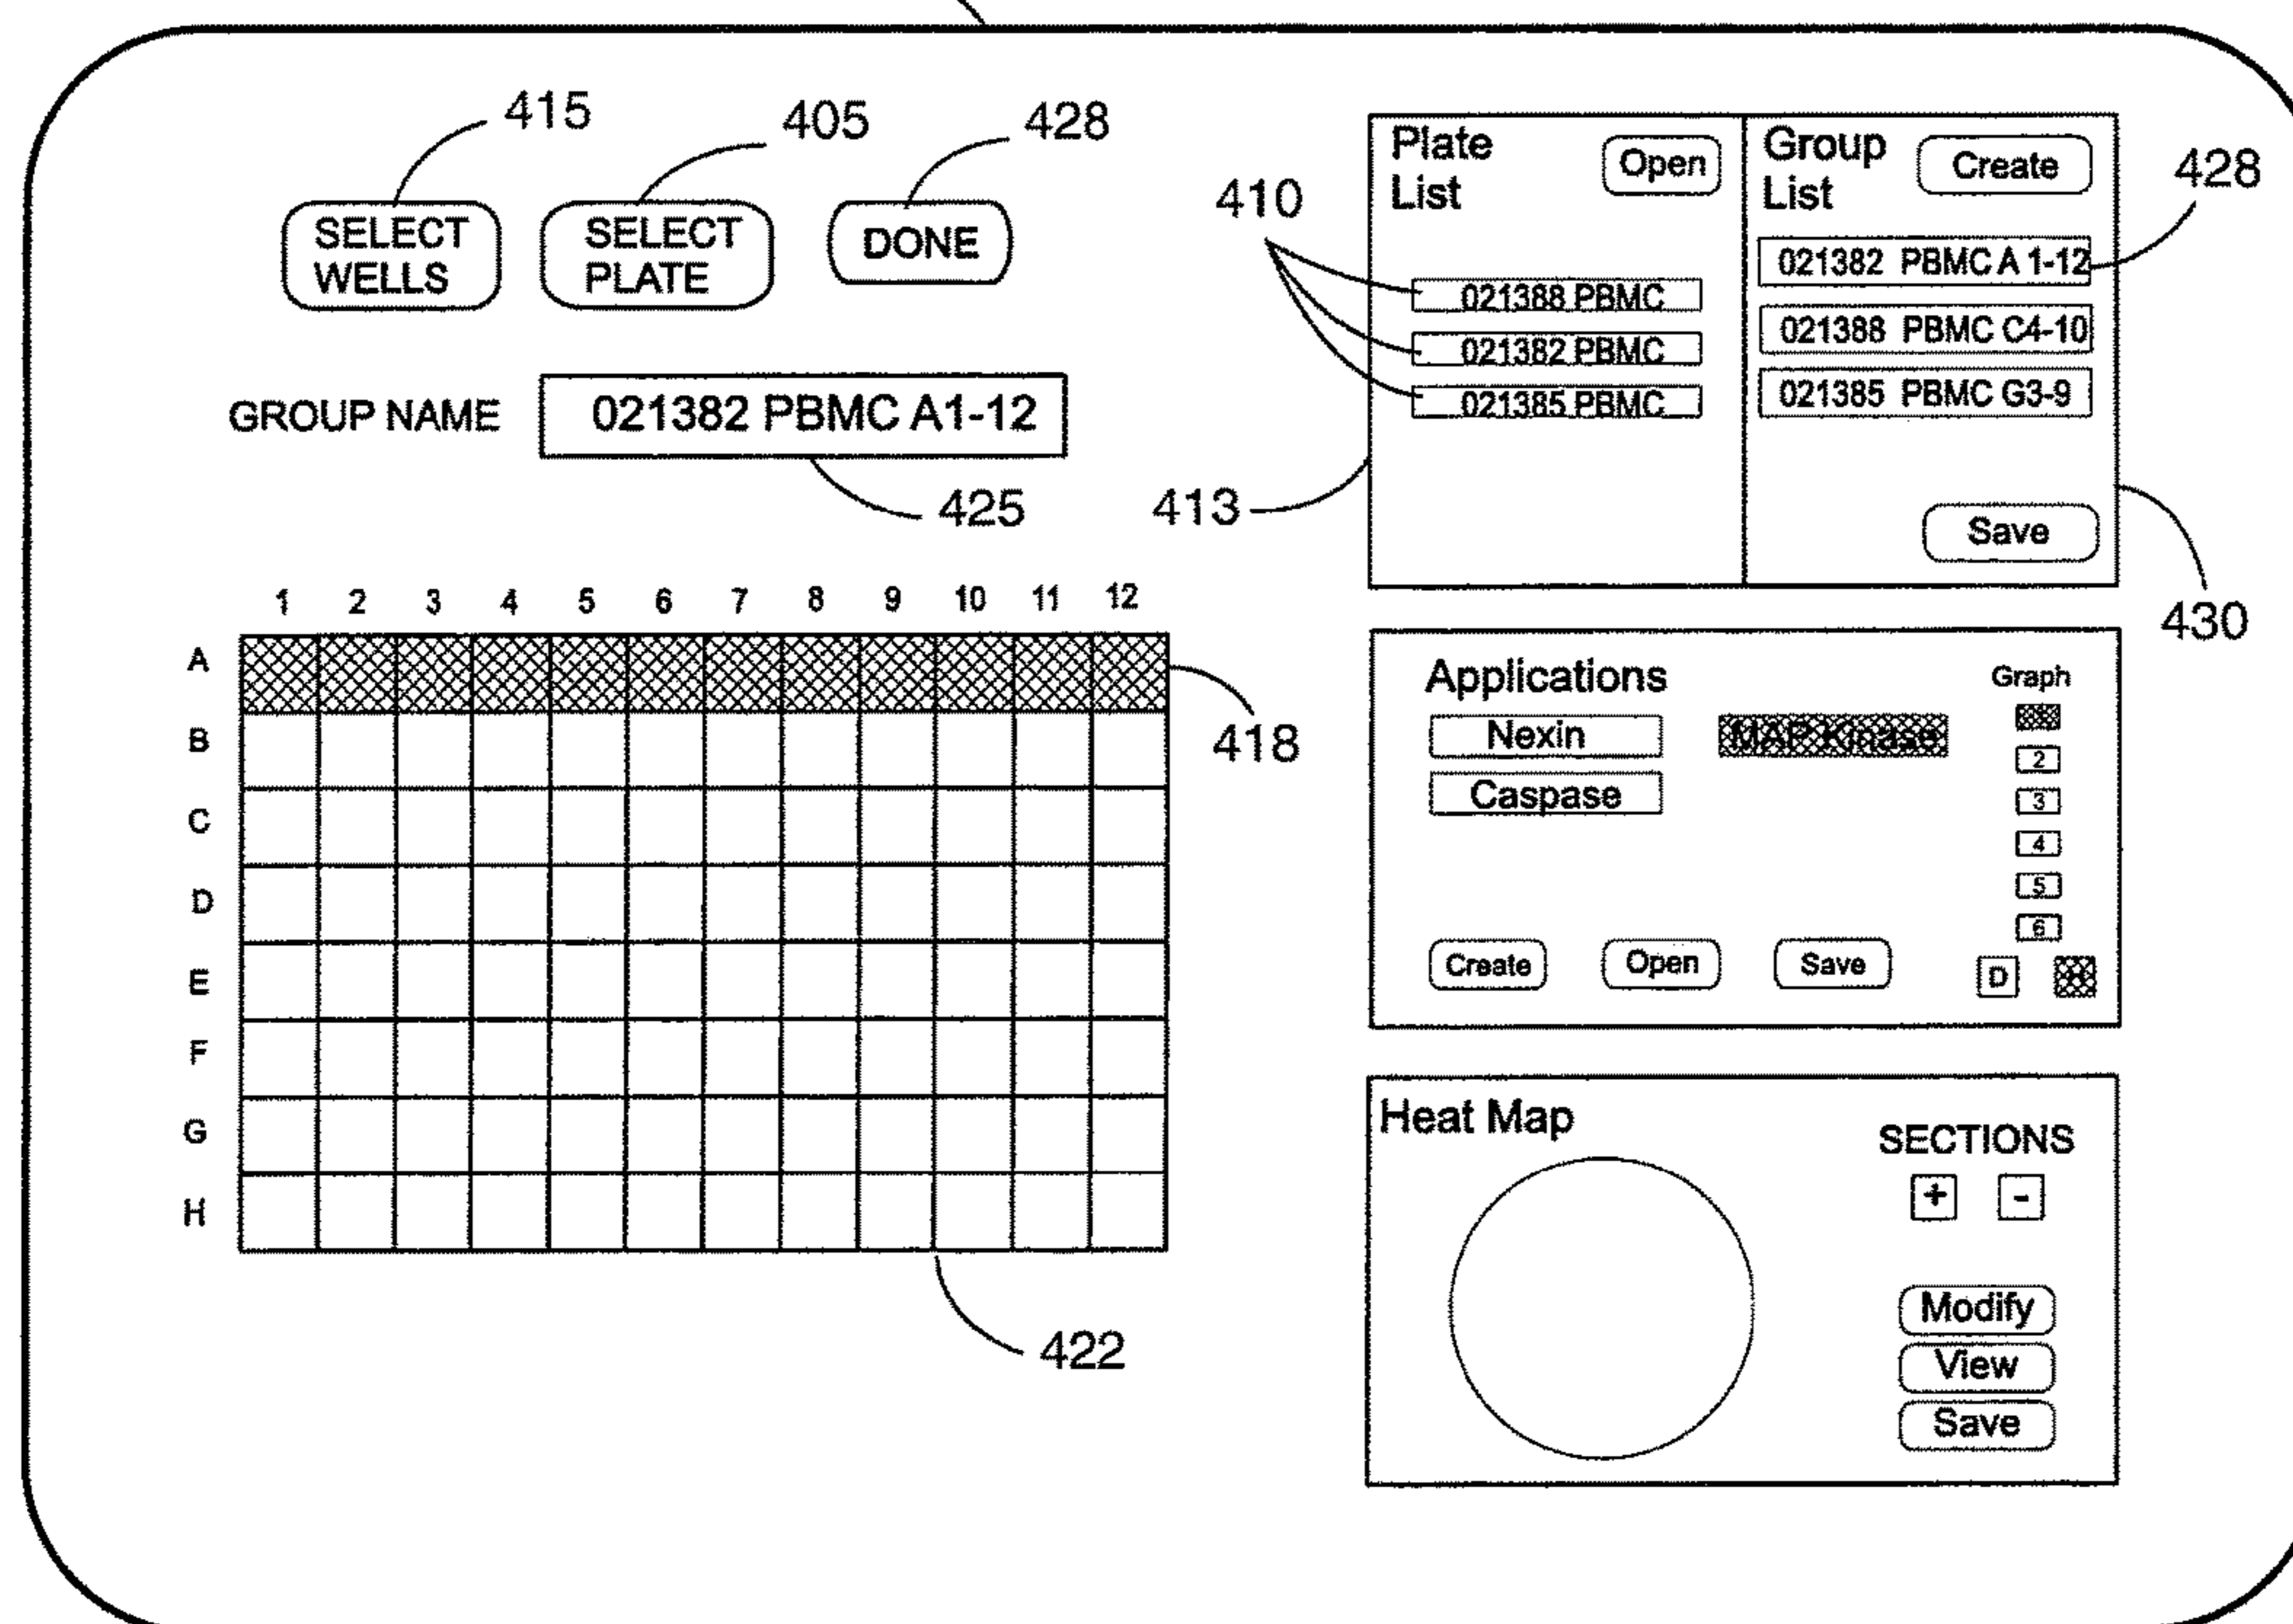 415
405
428
SELECT
WELLS
SELECT
PLATE
DONE
GROUP NAME
021382 PBMC A1-12
425
Plate
List
Open
Group
List
Create
428
410
021388 PBMC
021382 PBMC
021385 PBMC
021382 PBMC A 1-12
021388 PBMC C4-10
021385 PBMC G3-9
413
Save
430
1 2 3 4 5 6 7 8 9 10 11 12
A
B
C
D
E
F
G
H
418
422
Applications
Graph
Nexin
MAP Kinase
Caspase
2
3
4
5
6
Create
Open
Save
D
Heat Map
SECTIONS
+ -
Modify
View
Save